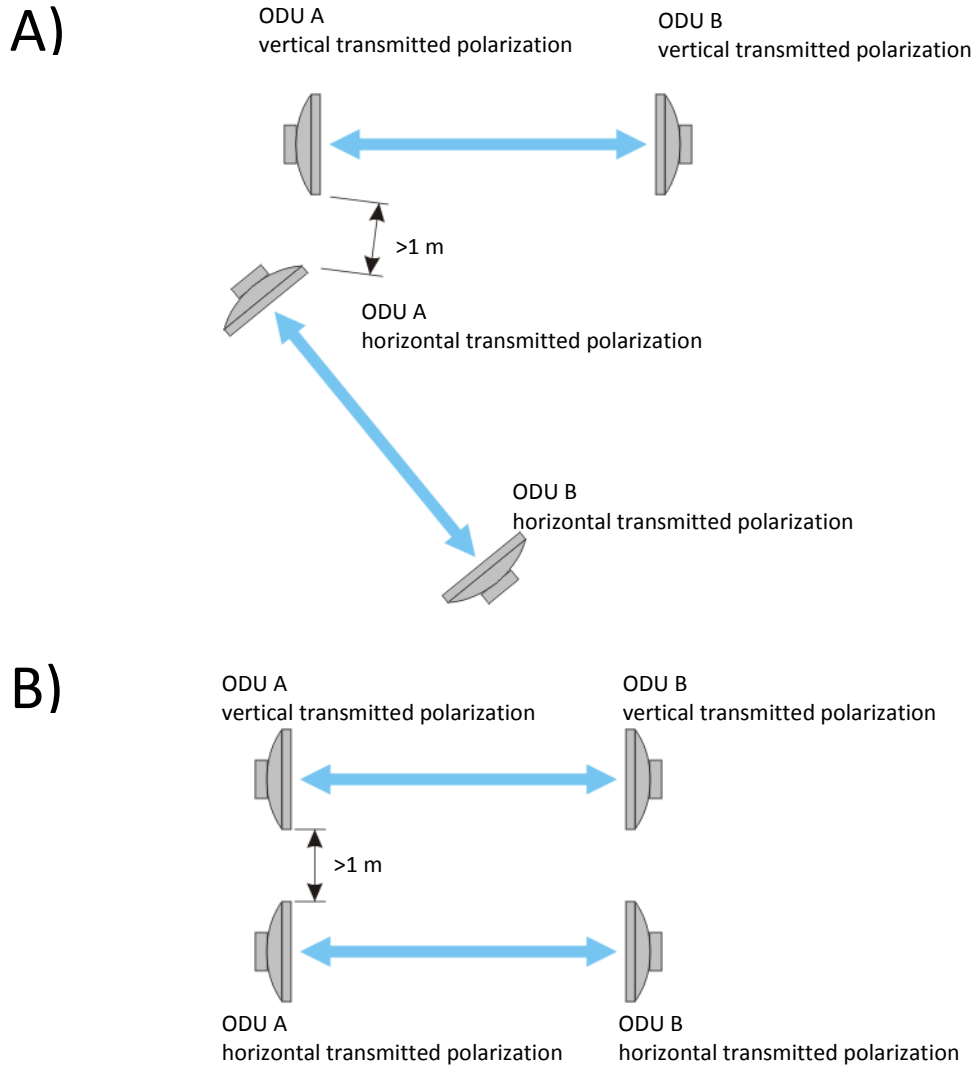 A)
ODU A
vertical transmitted polarization
ODU B
vertical transmitted polarization
>1 m
ODU A
horizontal transmitted polarization
ODU B
horizontal transmitted polarization
B)
ODU A
vertical transmitted polarization
ODU B
vertical transmitted polarization
>1 m
ODU A
horizontal transmitted polarization
ODU B
horizontal transmitted polarization